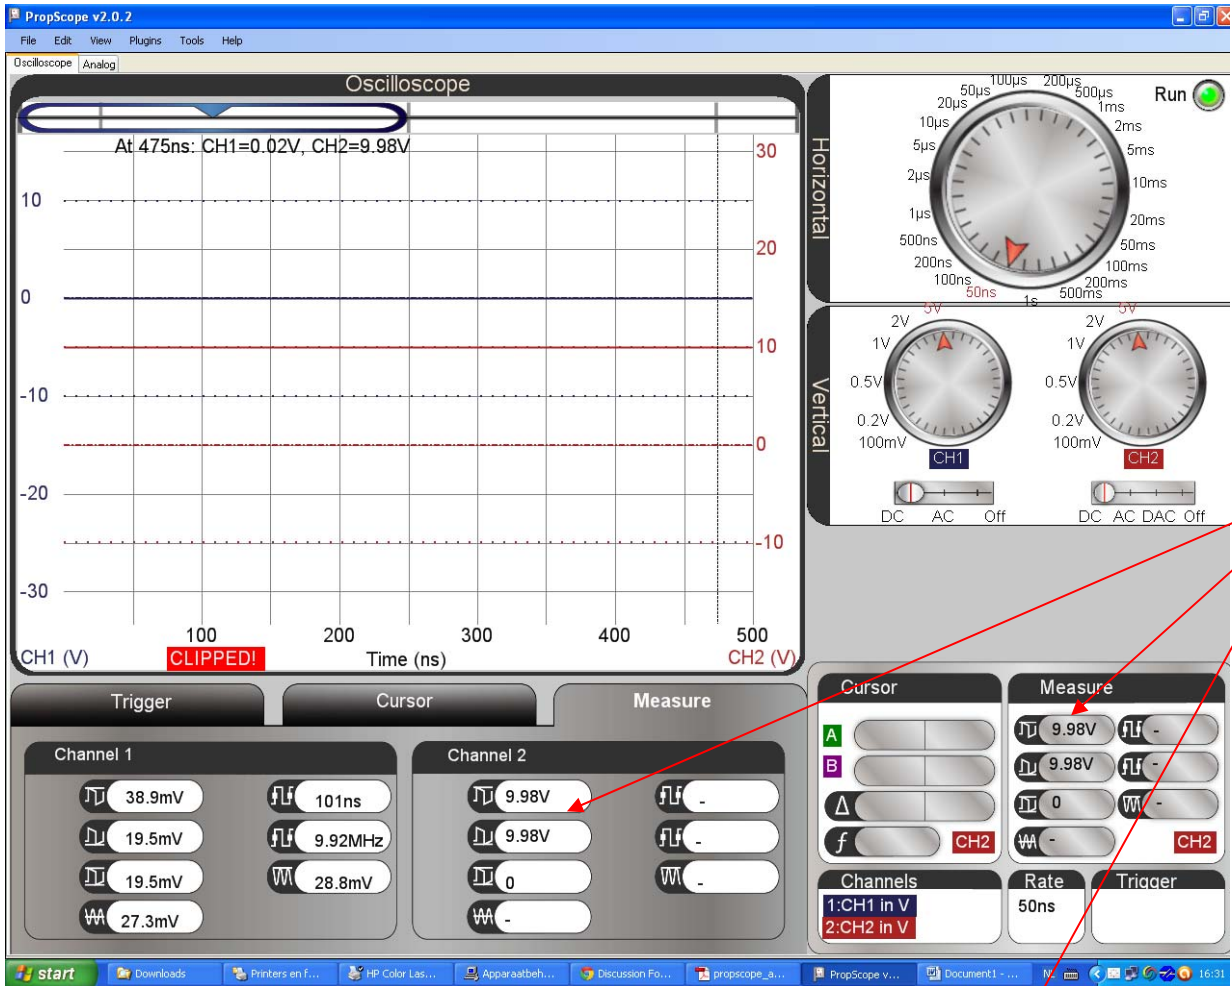 PropScope v2.0.2
File Edit View Plugins Tools Help
Oscilloscope Analog
Oscilloscope
At 475ns: CH1=0.02V, CH2=9.98V
10
0
-10
-20
-30
30
20
10
0
-10
100 200 300 400 500
CH1 (V) CLIPPED! Time (ns) CH2 (V)
Horizontal
Run
50ns
100ns
200ns
500ns
1µs
2µs
5µs
10µs
20µs
50µs
100µs
200µs
500µs
1ms
2ms
5ms
10ms
20ms
50ms
100ms
200ms
500ms
1s
Vertical
5V
2V
1V
0.5V
0.2V
100mV
CH1
DC AC Off
5V
2V
1V
0.5V
0.2V
100mV
CH2
DC AC DAC Off
Trigger Cursor Measure
Channel 1
38.9mV 101ns
19.5mV 9.92MHz
19.5mV 28.8mV
27.3mV
Channel 2
9.98V -
9.98V -
0 -
-
Cursor
A
B
Δ
f CH2
Measure
9.98V -
9.98V -
0 -
- CH2
Channels
1:CH1 in V
2:CH2 in V
Rate
50ns
Trigger
start Downloads Printers en f... HP Color Las... Apparaatbeh... Discussion Fo... propscope_a... PropScope v... Document1 - ... NL 16:31